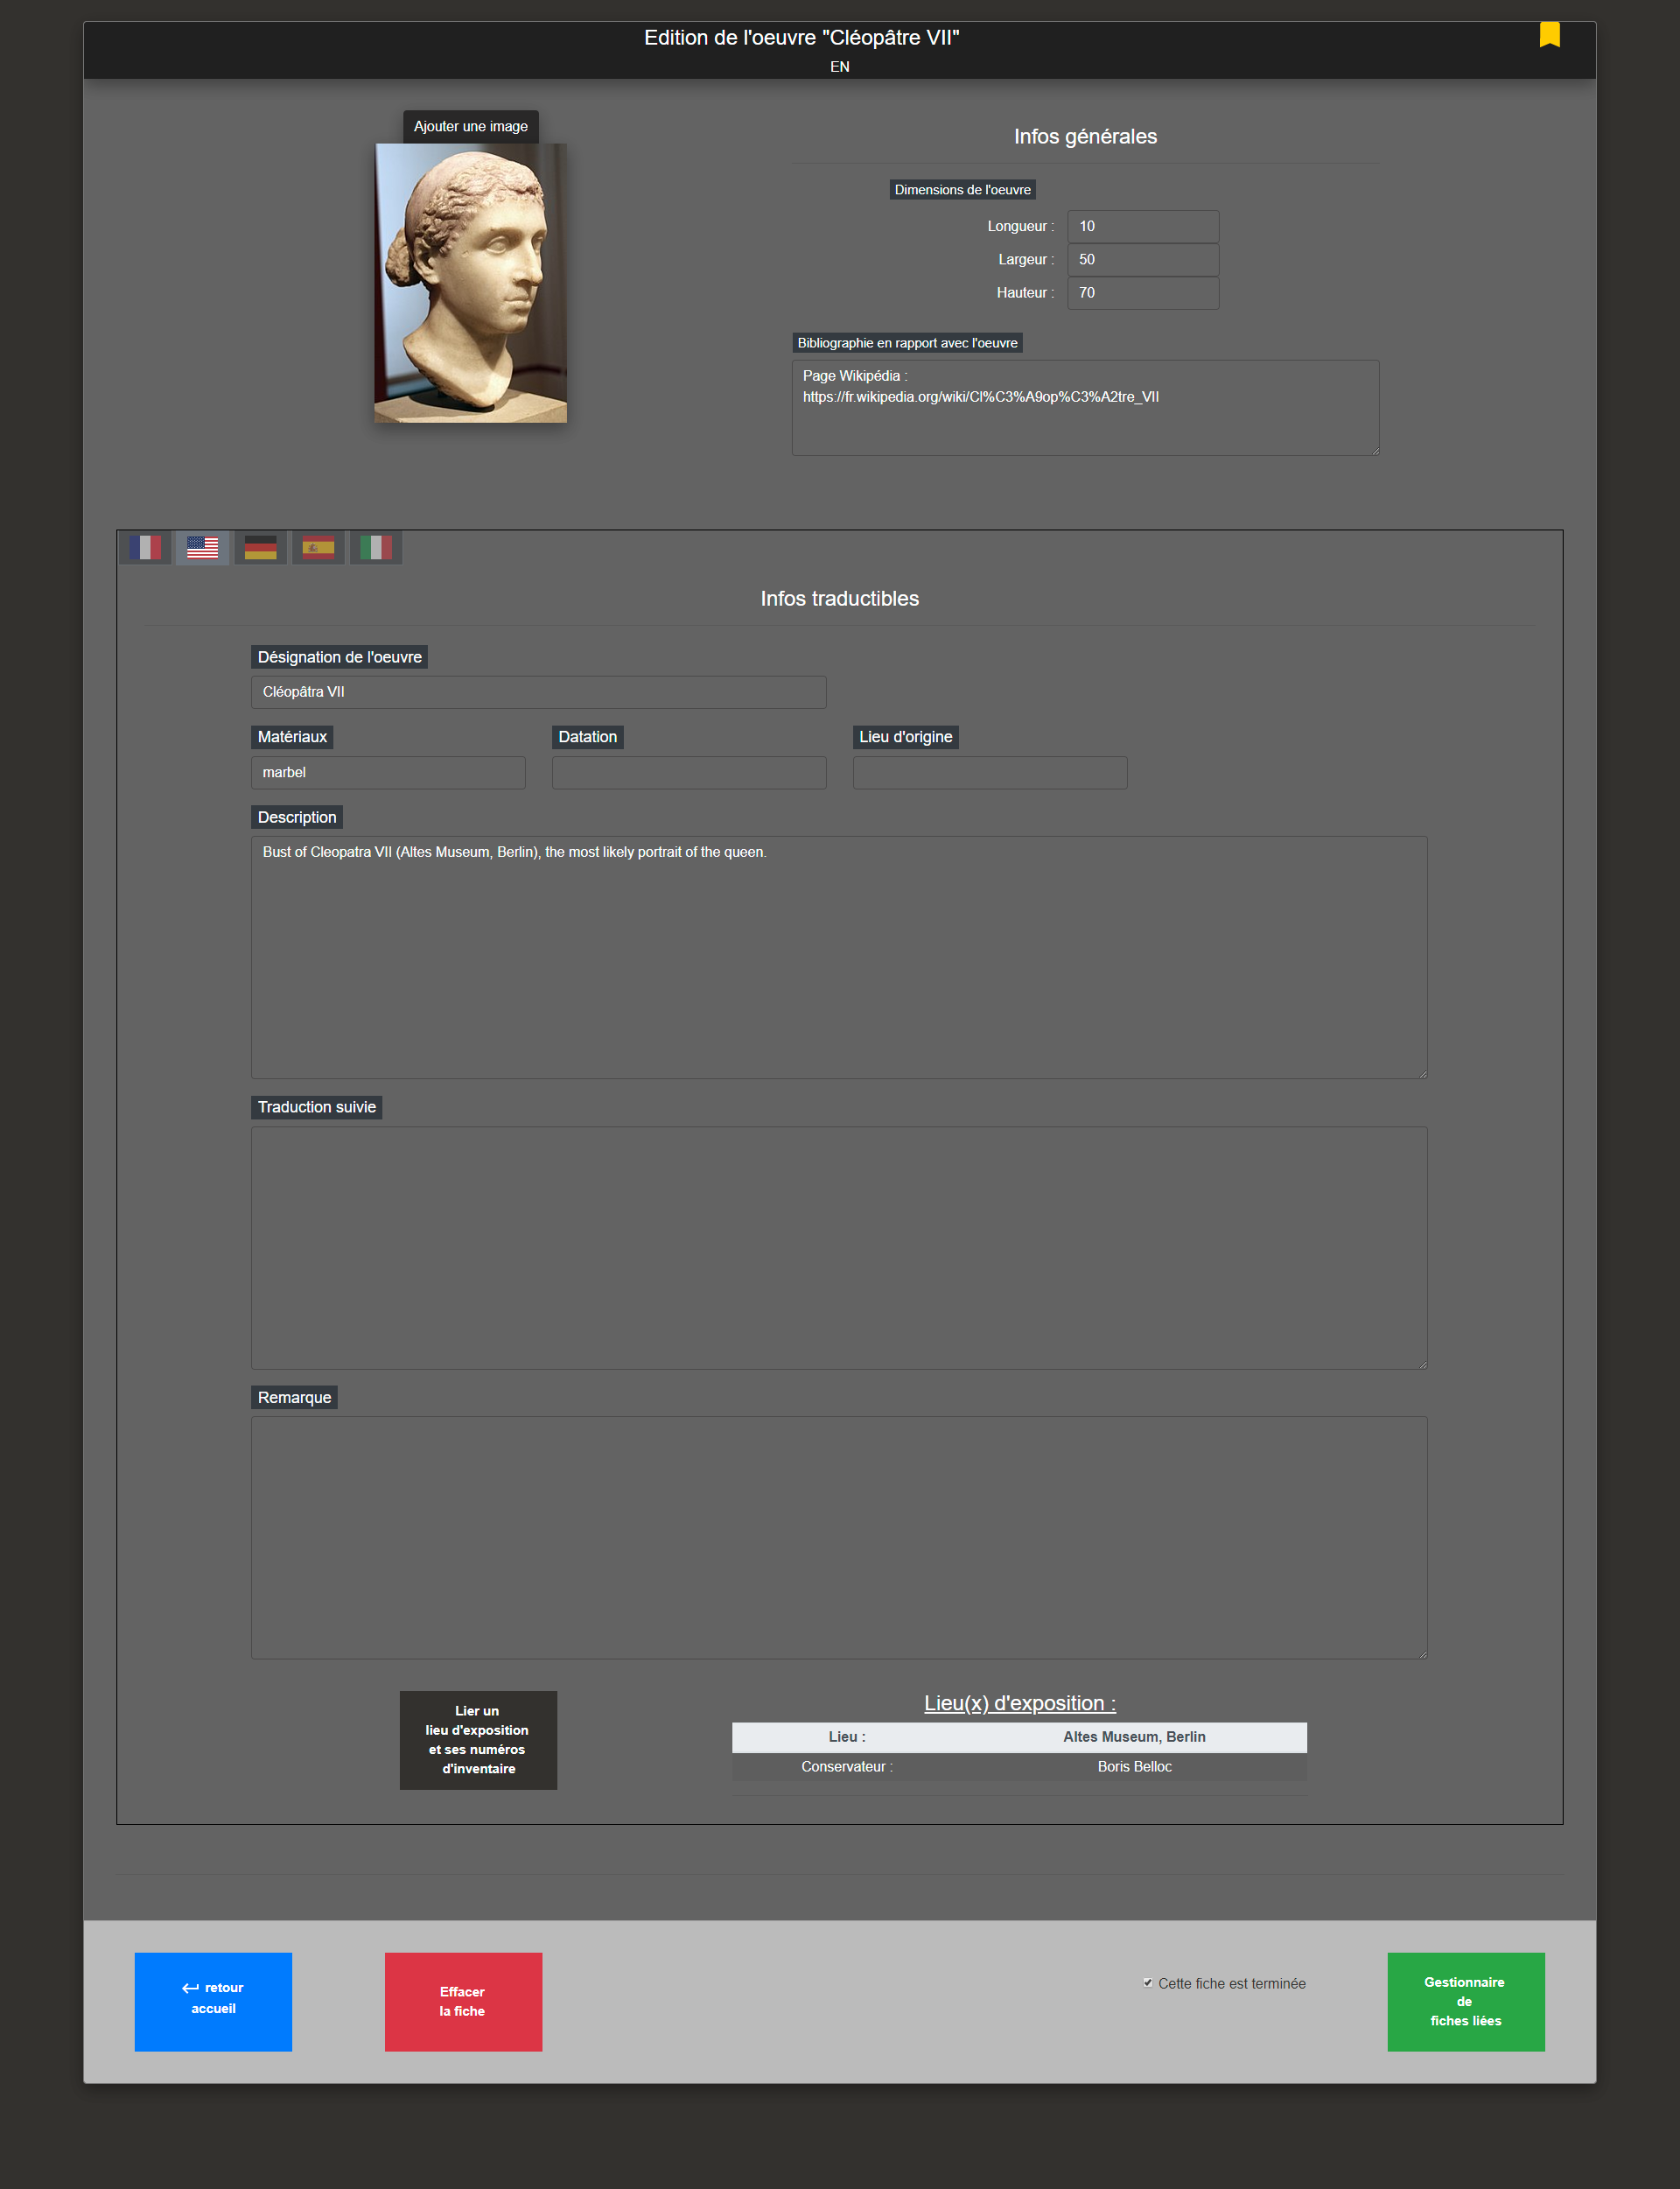 Edition de l'oeuvre "Cléopâtre VII"
EN
Ajouter une image
Infos générales
Dimensions de l'oeuvre
Longueur : 10
Largeur : 50
Hauteur : 70
Bibliographie en rapport avec l'oeuvre
Page Wikipédia :
https://fr.wikipedia.org/wiki/Cl%C3%A9op%C3%A2tre_VII
Infos traductibles
Désignation de l'oeuvre
Cléopâtra VII
Matériaux Datation Lieu d'origine
marbel
Description
Bust of Cleopatra VII (Altes Museum, Berlin), the most likely portrait of the queen.
Traduction suivie
Remarque
Lier un
lieu d'exposition
et ses numéros
d'inventaire
Lieu(x) d'exposition :
Lieu : Altes Museum, Berlin
Conservateur : Boris Belloc
retour
accueil
Effacer
la fiche
Cette fiche est terminée
Gestionnaire
de
fiches liées